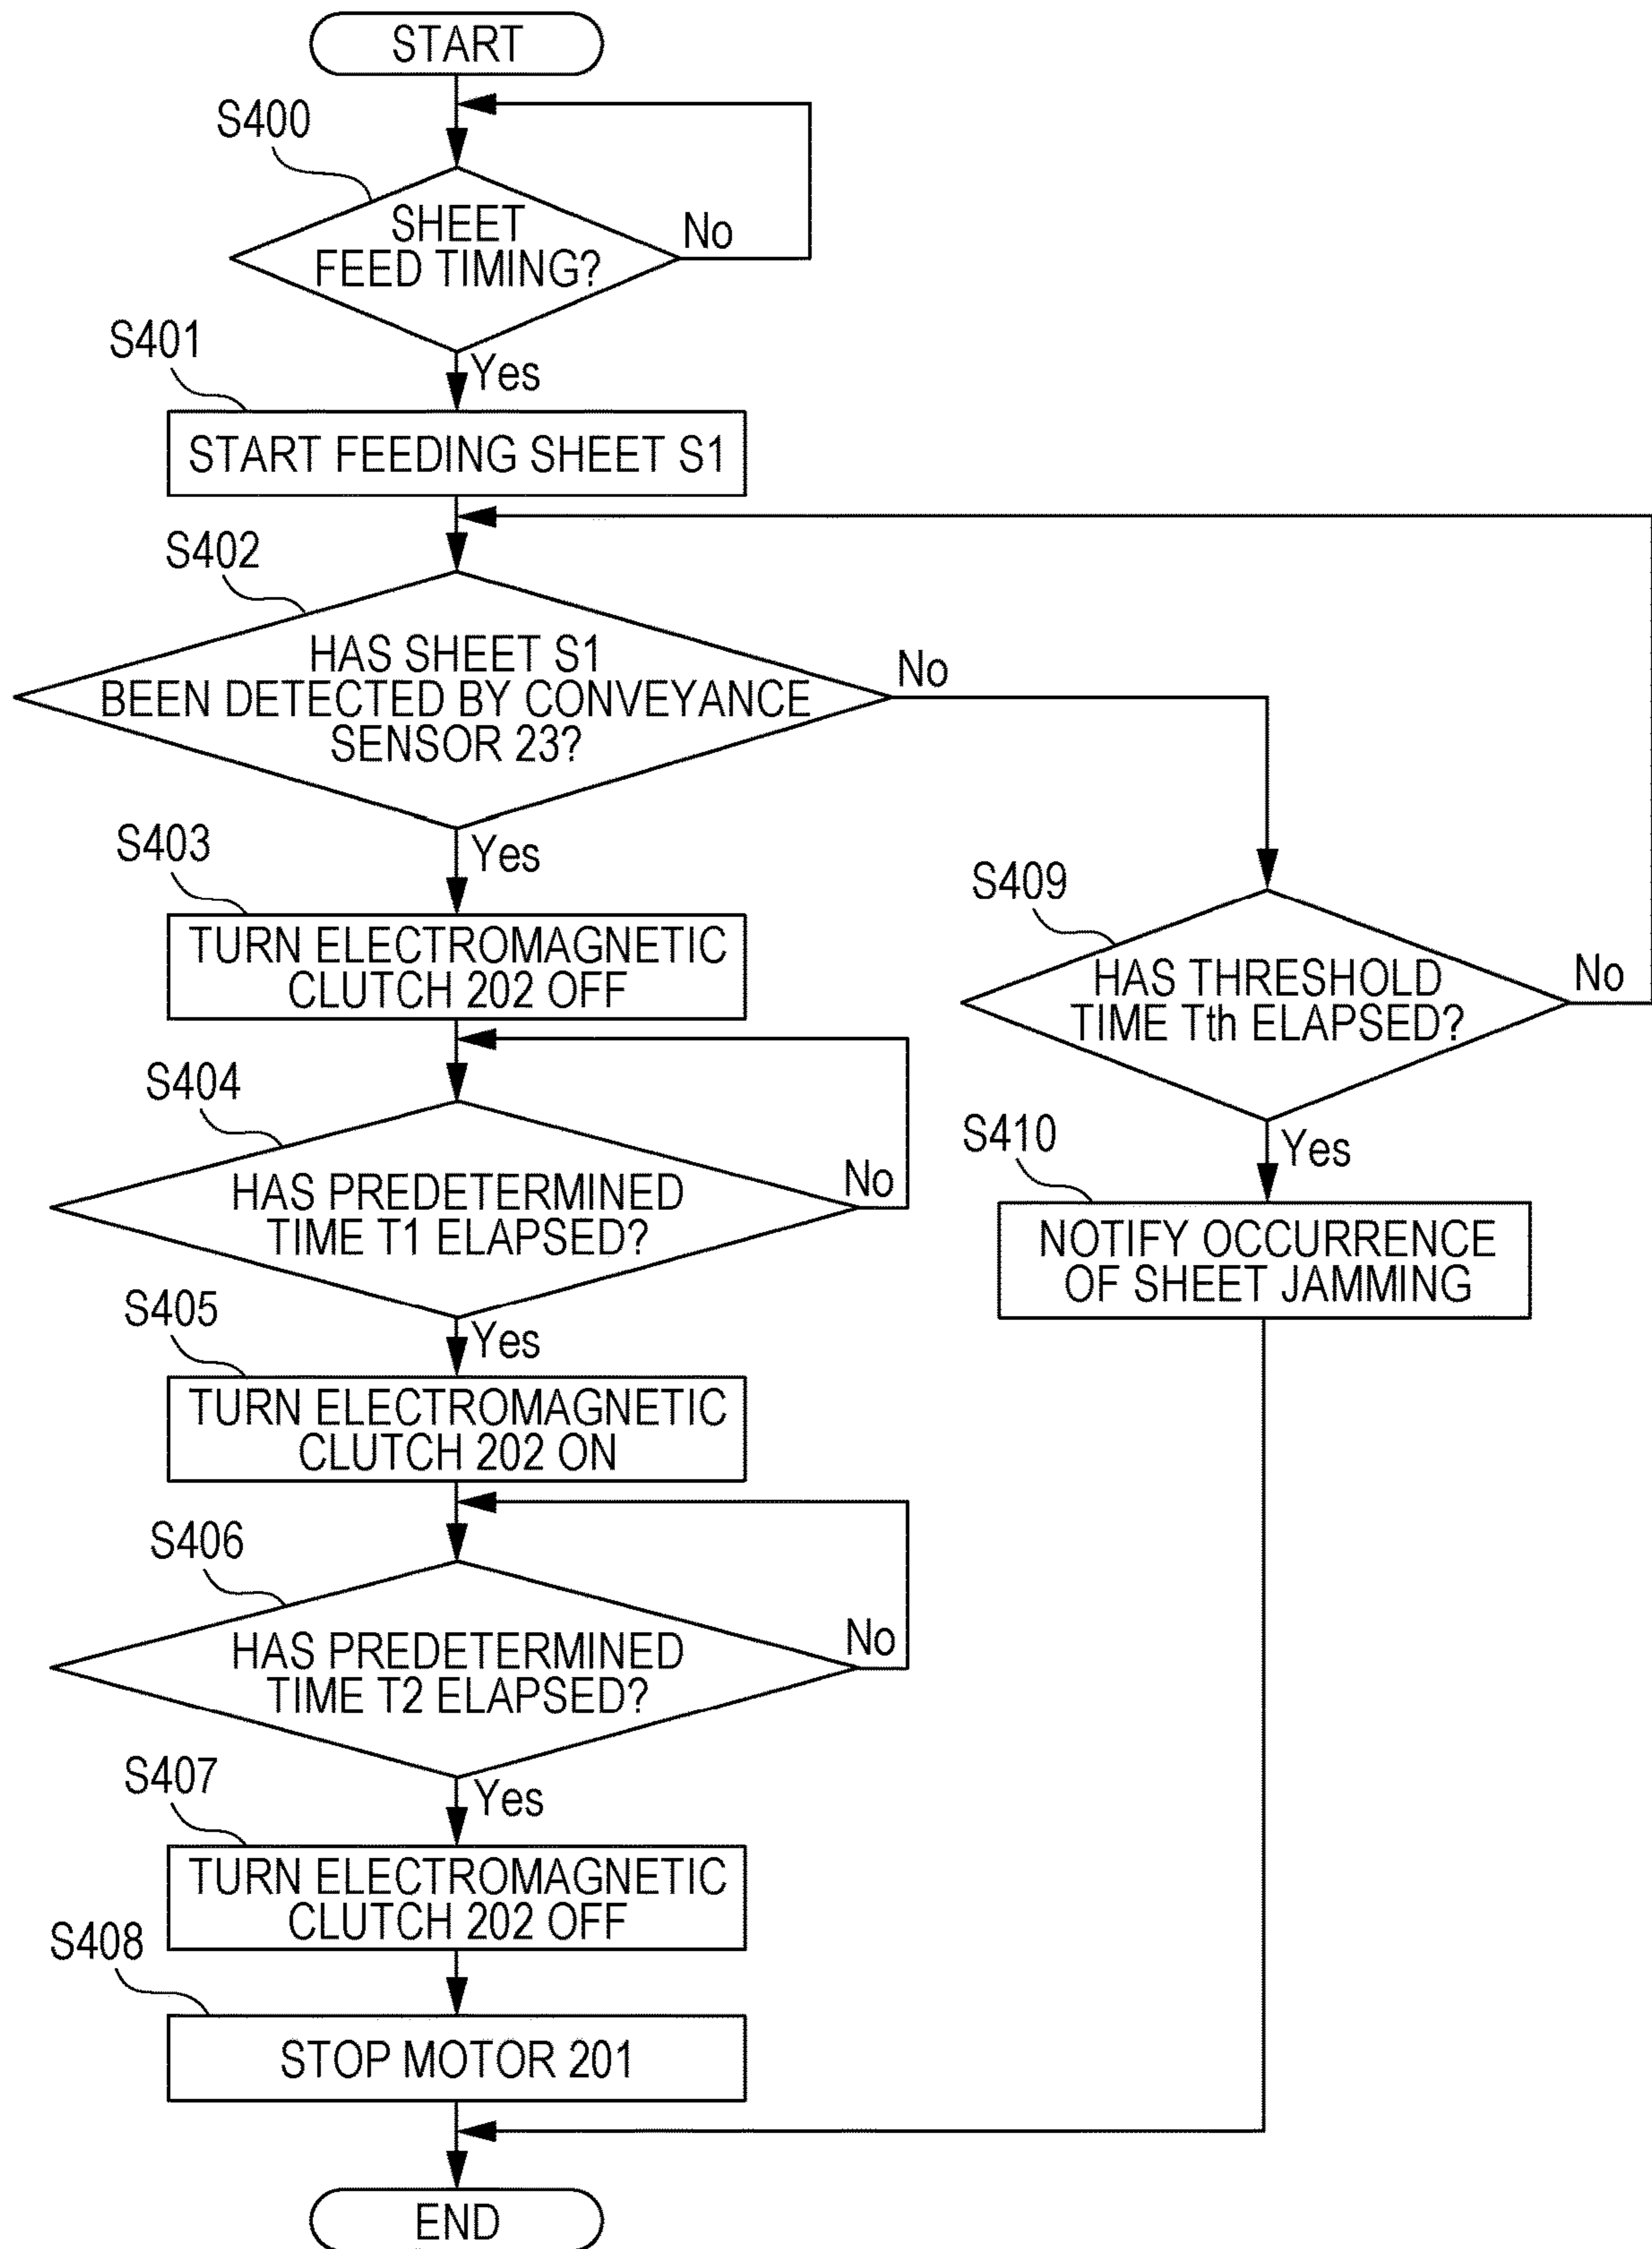 START
S400
SHEET
FEED TIMING?
No
Yes
S401
START FEEDING SHEET S1
S402
HAS SHEET S1
BEEN DETECTED BY CONVEYANCE
SENSOR 23?
No
Yes
S403
TURN ELECTROMAGNETIC
CLUTCH 202 OFF
S404
HAS PREDETERMINED
TIME T1 ELAPSED?
No
Yes
S405
TURN ELECTROMAGNETIC
CLUTCH 202 ON
S406
HAS PREDETERMINED
TIME T2 ELAPSED?
No
Yes
S407
TURN ELECTROMAGNETIC
CLUTCH 202 OFF
S408
STOP MOTOR 201
S409
HAS THRESHOLD
TIME Tth ELAPSED?
No
Yes
S410
NOTIFY OCCURRENCE
OF SHEET JAMMING
END